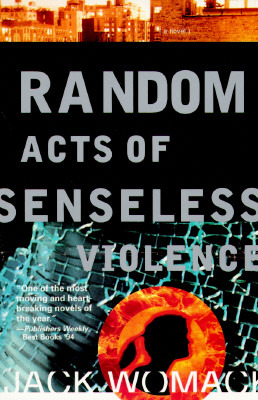 a novel
RANDOM
ACTS OF
SENSELESS
VIOLENCE
"One of the most
moving and heart-
breaking novels of
the year."
—Publishers Weekly,
Best Books '94
JACK WOMACK